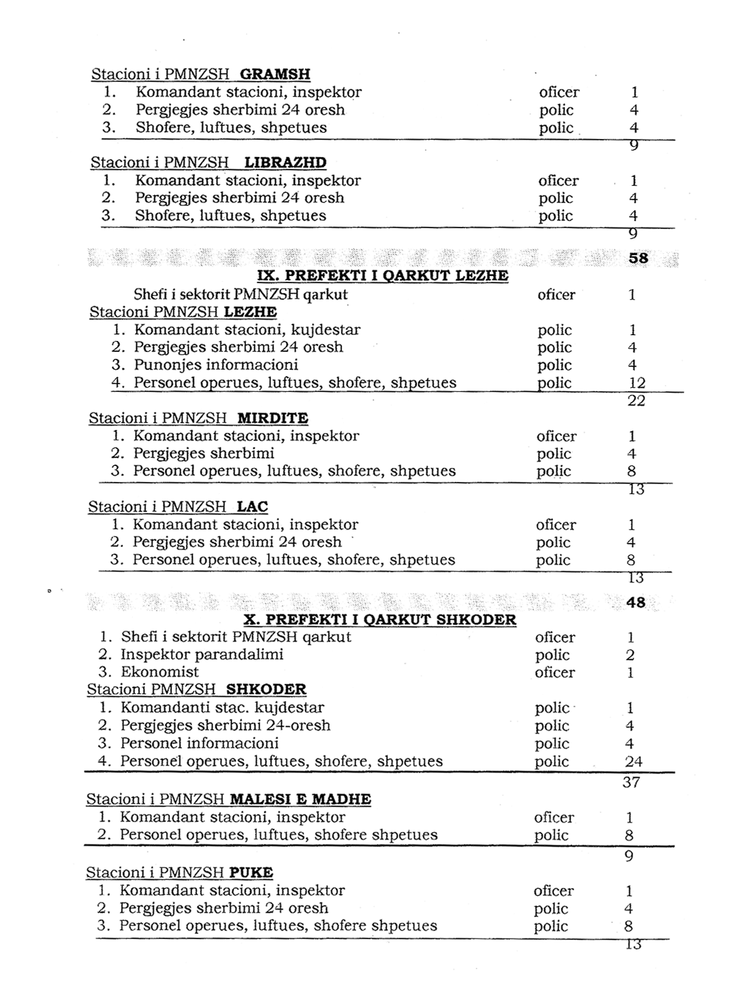 Stacioni i PMNZSH GRAMSH
1. Komandant stacioni, inspektor oficer 1
2. Pergjegjes sherbimi 24 oresh polic 4
3. Shofere, luftues, shpetues polic 4
9
Stacioni i PMNZSH LIBRAZHD
1. Komandant stacioni, inspektor oficer 1
2. Pergjegjes sherbimi 24 oresh polic 4
3. Shofere, luftues, shpetues polic 4
9
58
IX. PREFEKTI I QARKUT LEZHE
Shefi i sektorit PMNZSH qarkut oficer 1
Stacioni PMNZSH LEZHE
1. Komandant stacioni, kujdestar polic 1
2. Pergjegjes sherbimi 24 oresh polic 4
3. Punonjes informacioni polic 4
4. Personel operues, luftues, shofere, shpetues polic 12
22
Stacioni i PMNZSH MIRDITE
1. Komandant stacioni, inspektor oficer 1
2. Pergjegjes sherbimi polic 4
3. Personel operues, luftues, shofere, shpetues polic 8
13
Stacioni i PMNZSH LAC
1. Komandant stacioni, inspektor oficer 1
2. Pergjegjes sherbimi 24 oresh polic 4
3. Personel operues, luftues, shofere, shpetues polic 8
13
48
X. PREFEKTI I QARKUT SHKODER
1. Shefi i sektorit PMNZSH qarkut oficer 1
2. Inspektor parandalimi polic 2
3. Ekonomist oficer 1
Stacioni PMNZSH SHKODER
1. Komandanti stac. kujdestar polic 1
2. Pergjegjes sherbimi 24-oresh polic 4
3. Personel informacioni polic 4
4. Personel operues, luftues, shofere, shpetues polic 24
37
Stacioni i PMNZSH MALESI E MADHE
1. Komandant stacioni, inspektor oficer 1
2. Personel operues, luftues, shofere shpetues polic 8
9
Stacioni i PMNZSH PUKE
1. Komandant stacioni, inspektor oficer 1
2. Pergjegjes sherbimi 24 oresh polic 4
3. Personel operues, luftues, shofere shpetues polic 8
13